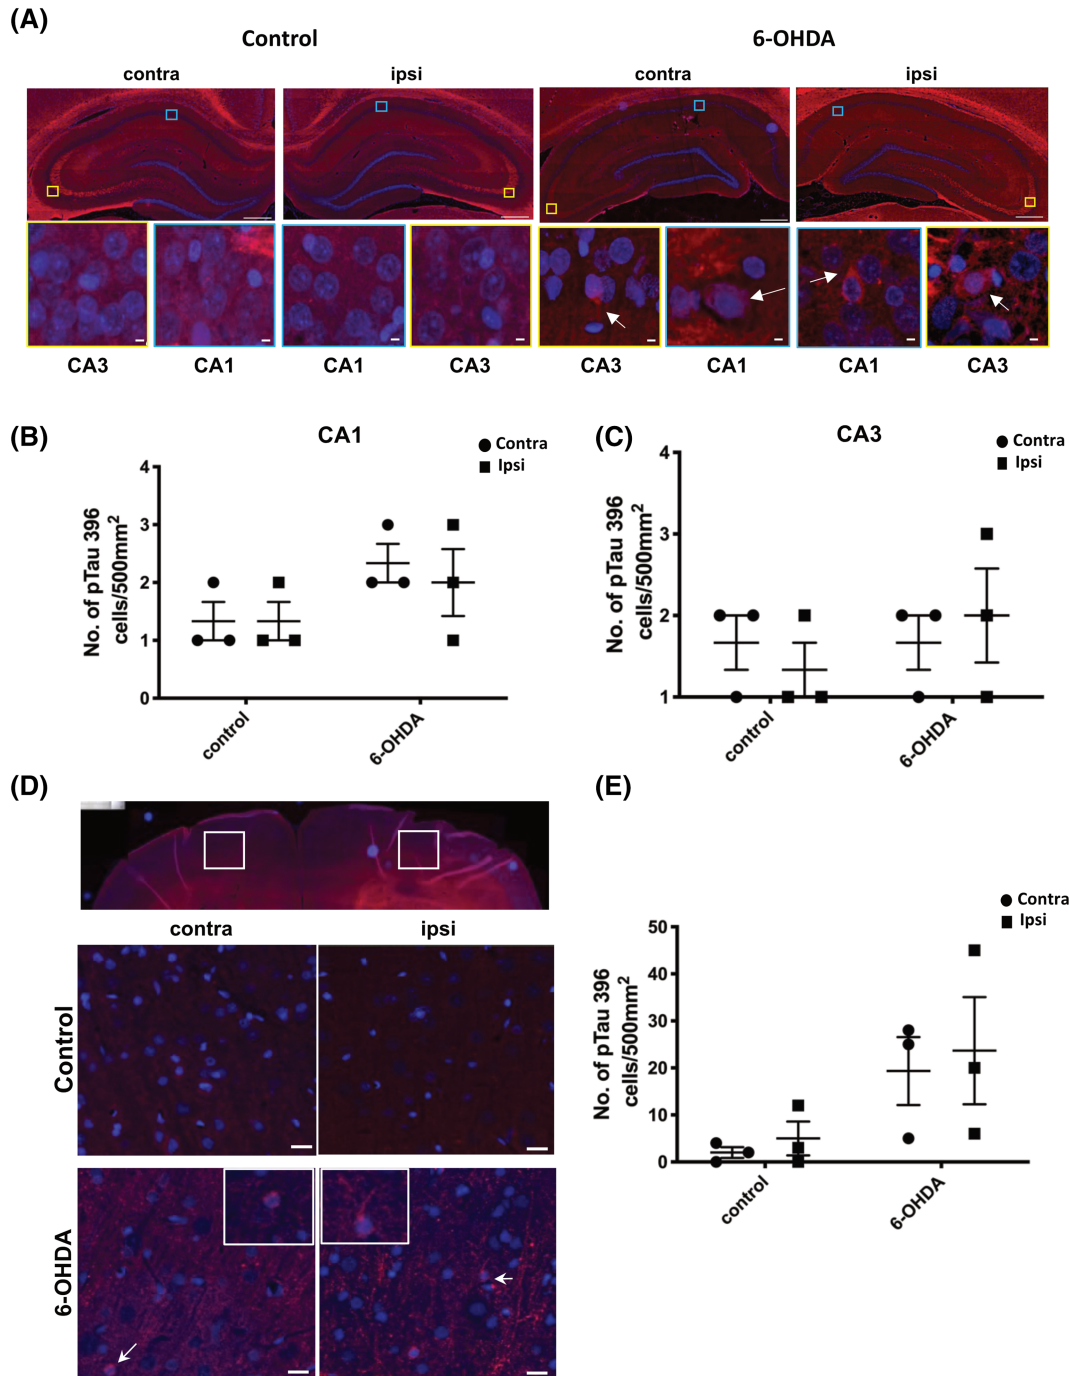 (A)
Control 6-OHDA
contra ipsi contra ipsi
CA3 CA1 CA1 CA3 CA3 CA1 CA1 CA3
(B)
CA1
Contra
Ipsi
No. of pTau 396
cells/500mm²
4
3
2
1
0
control 6-OHDA
(C)
CA3
Contra
Ipsi
No. of pTau 396
cells/500mm²
4
3
2
1
control 6-OHDA
(D)
contra ipsi
Control
6-OHDA
(E)
Contra
Ipsi
No. of pTau 396
cells/500mm²
50
40
30
20
10
0
control 6-OHDA